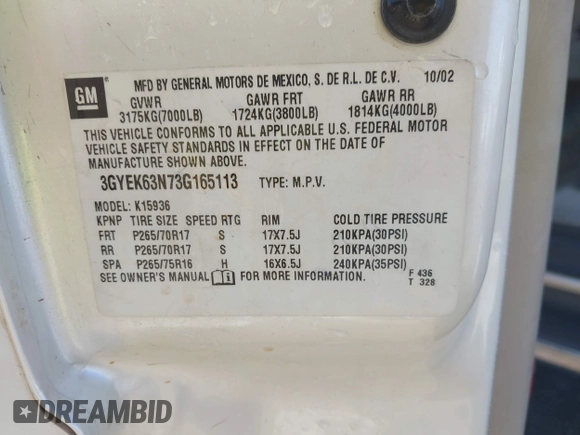 GM
MFD BY GENERAL MOTORS DE MEXICO, S. DE R.L. DE C.V. 10/02
GVWR GAWR FRT GAWR RR
3175KG(7000LB) 1724KG(3800LB) 1814KG(4000LB)
THIS VEHICLE CONFORMS TO ALL APPLICABLE U.S. FEDERAL MOTOR
VEHICLE SAFETY STANDARDS IN EFFECT ON THE DATE OF
MANUFACTURE SHOWN ABOVE.
3GYEK63N73G165113 TYPE: M.P.V.
MODEL: K15936
KPNP TIRE SIZE SPEED RTG RIM COLD TIRE PRESSURE
FRT P265/70R17 S 17X7.5J 210KPA(30PSI)
RR P265/70R17 S 17X7.5J 210KPA(30PSI)
SPA P265/75R16 H 16X6.5J 240KPA(35PSI)
SEE OWNER'S MANUAL FOR MORE INFORMATION.
F 436
T 328
DREAMBID